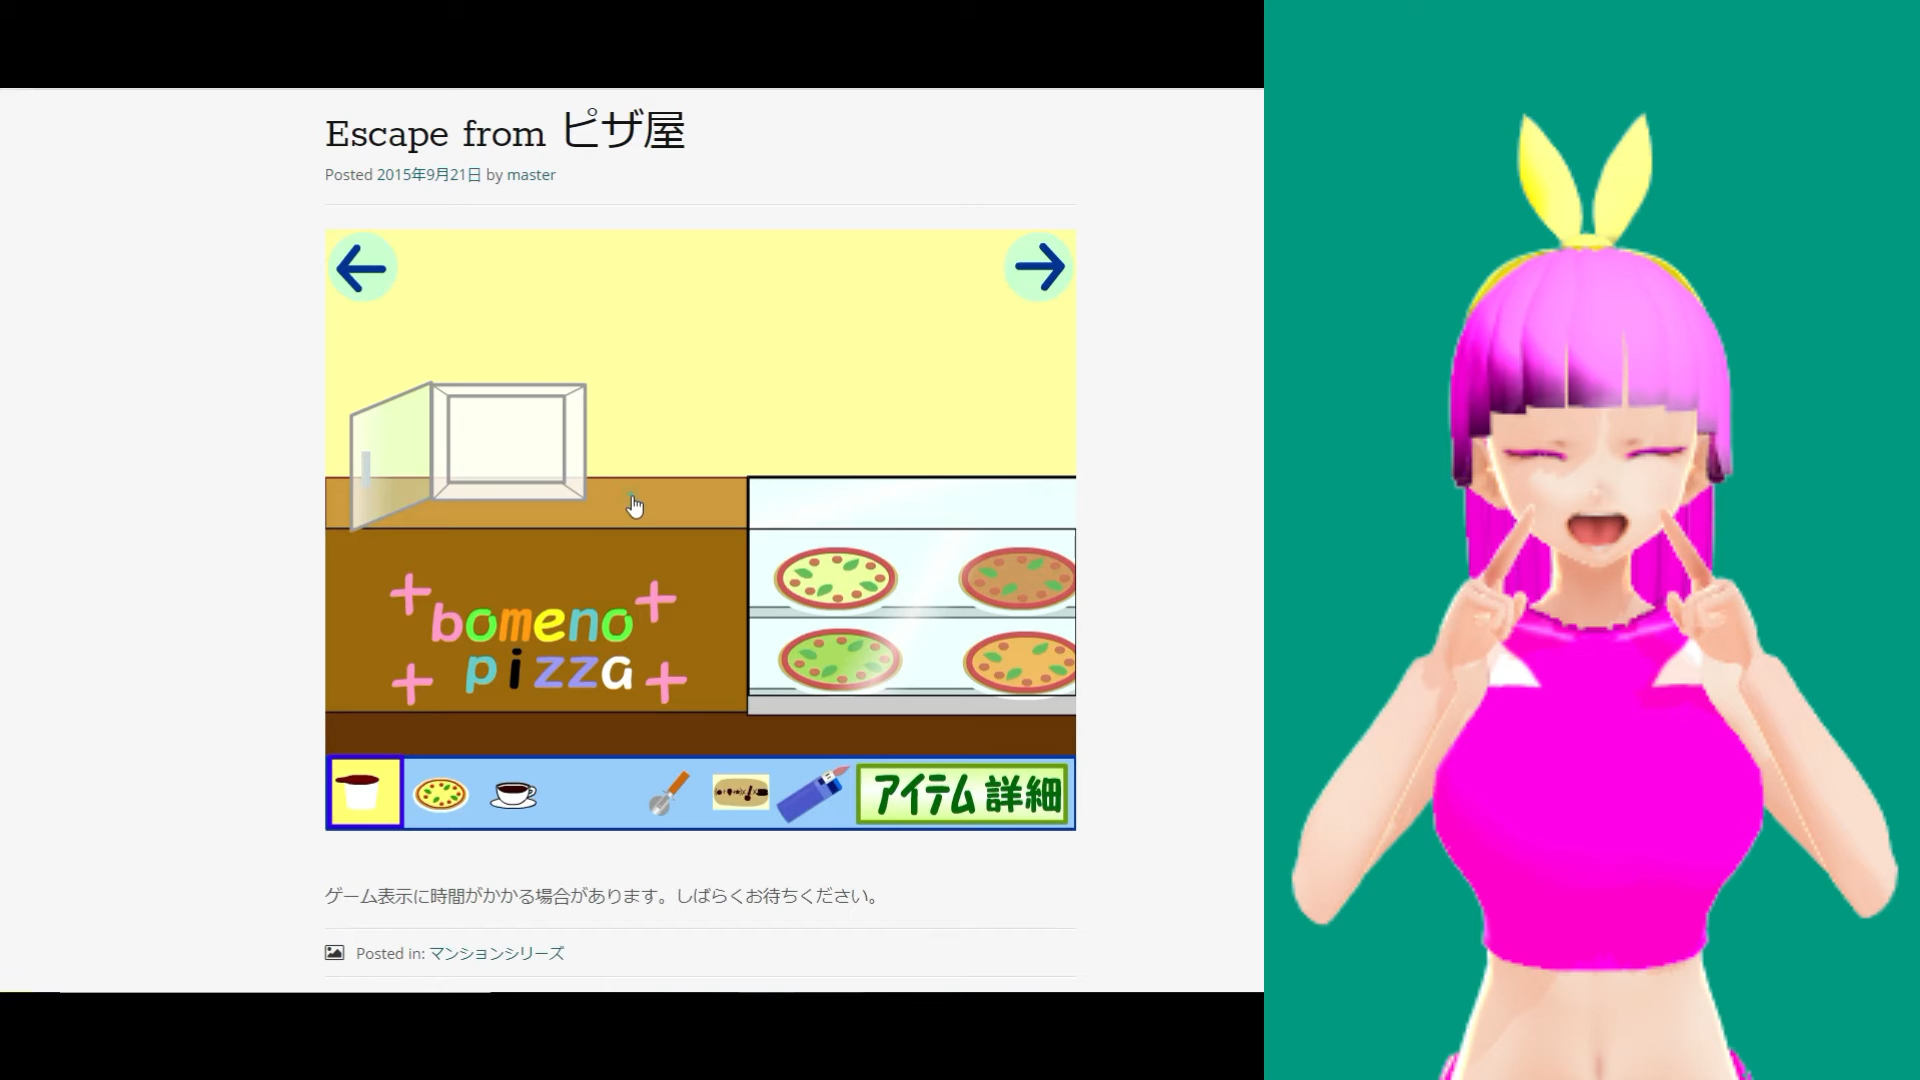 Escape from ピザ屋
Posted 2015年9月21日 by master
bomeno
pizza
アイテム詳細
ゲーム表示に時間がかかる場合があります。しばらくお待ちください。
Posted in: マンションシリーズ